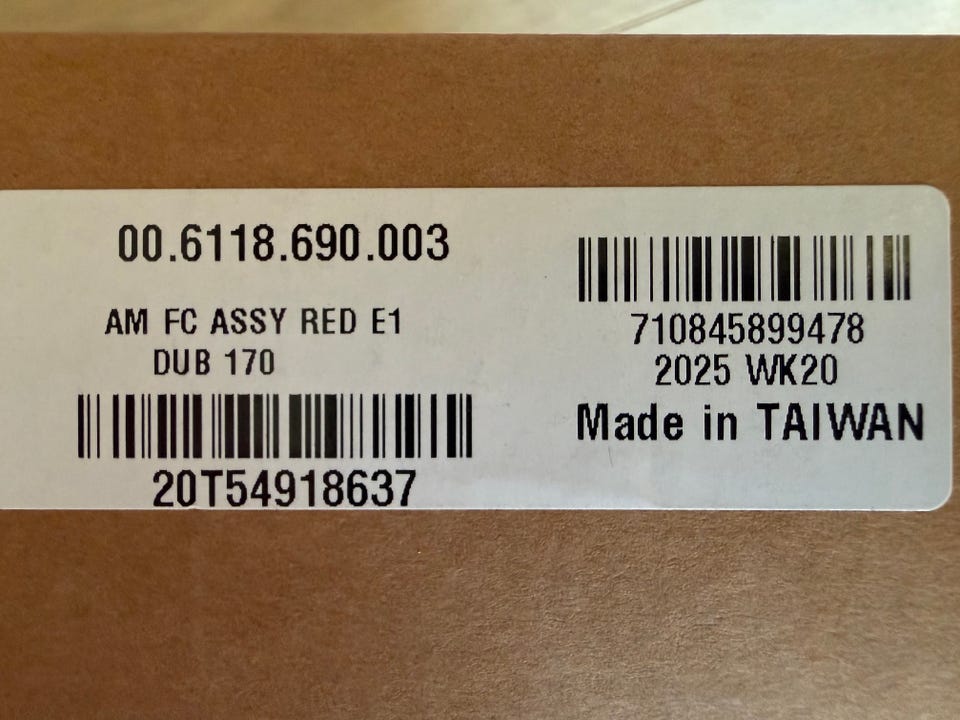 00.6118.690.003
AM FC ASSY RED E1
DUB 170
20T54918637
710845899478
2025 WK20
Made in TAIWAN